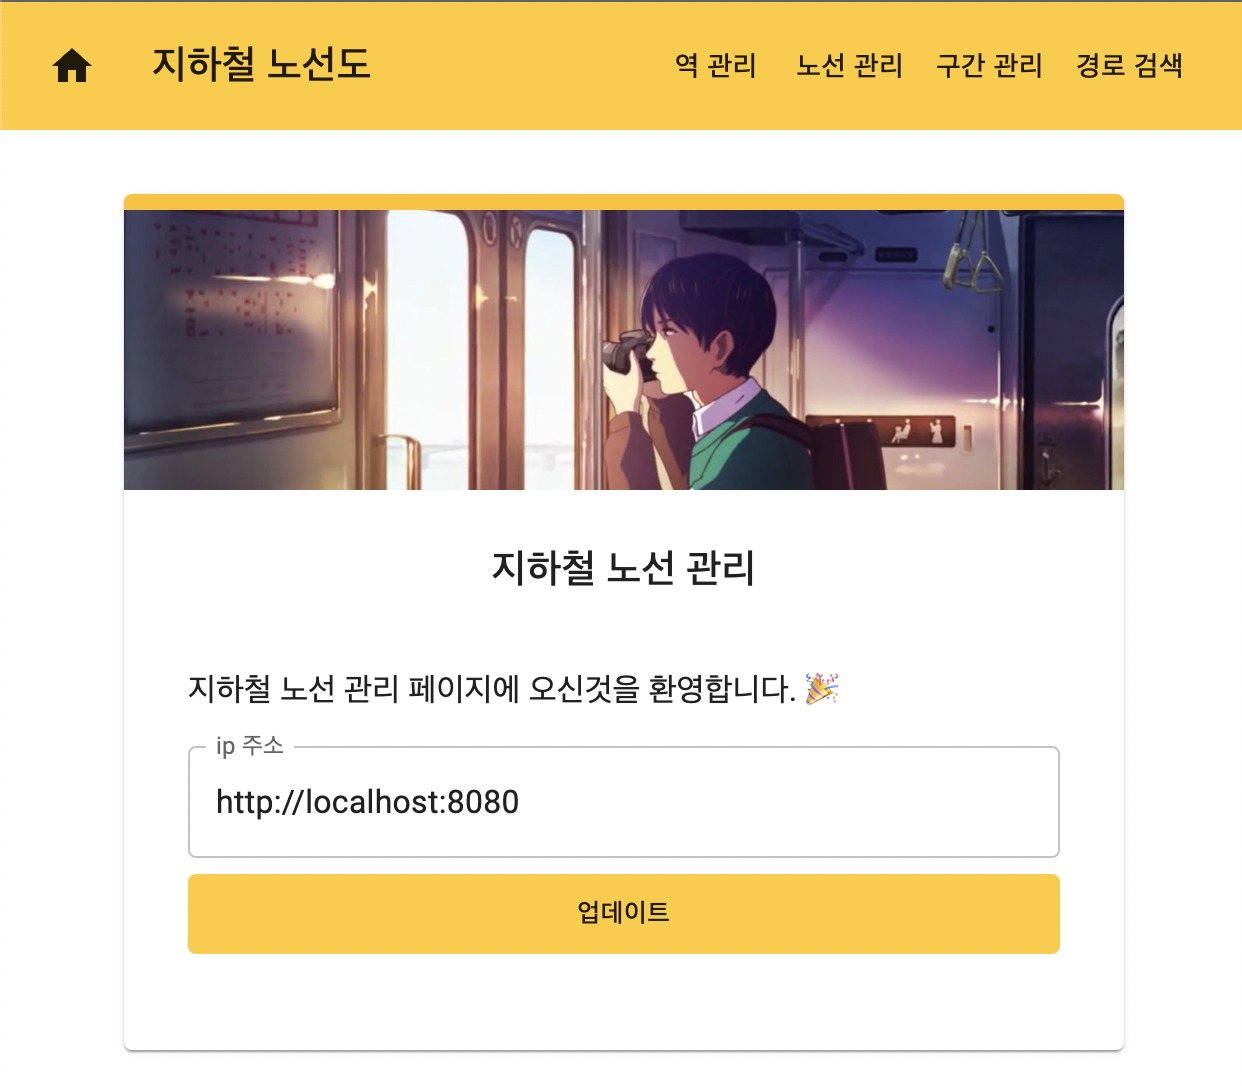 지하철 노선도
역 관리
노선 관리
구간 관리
경로 검색
지하철 노선 관리
지하철 노선 관리 페이지에 오신것을 환영합니다. 🎉
ip 주소
http://localhost:8080
업데이트